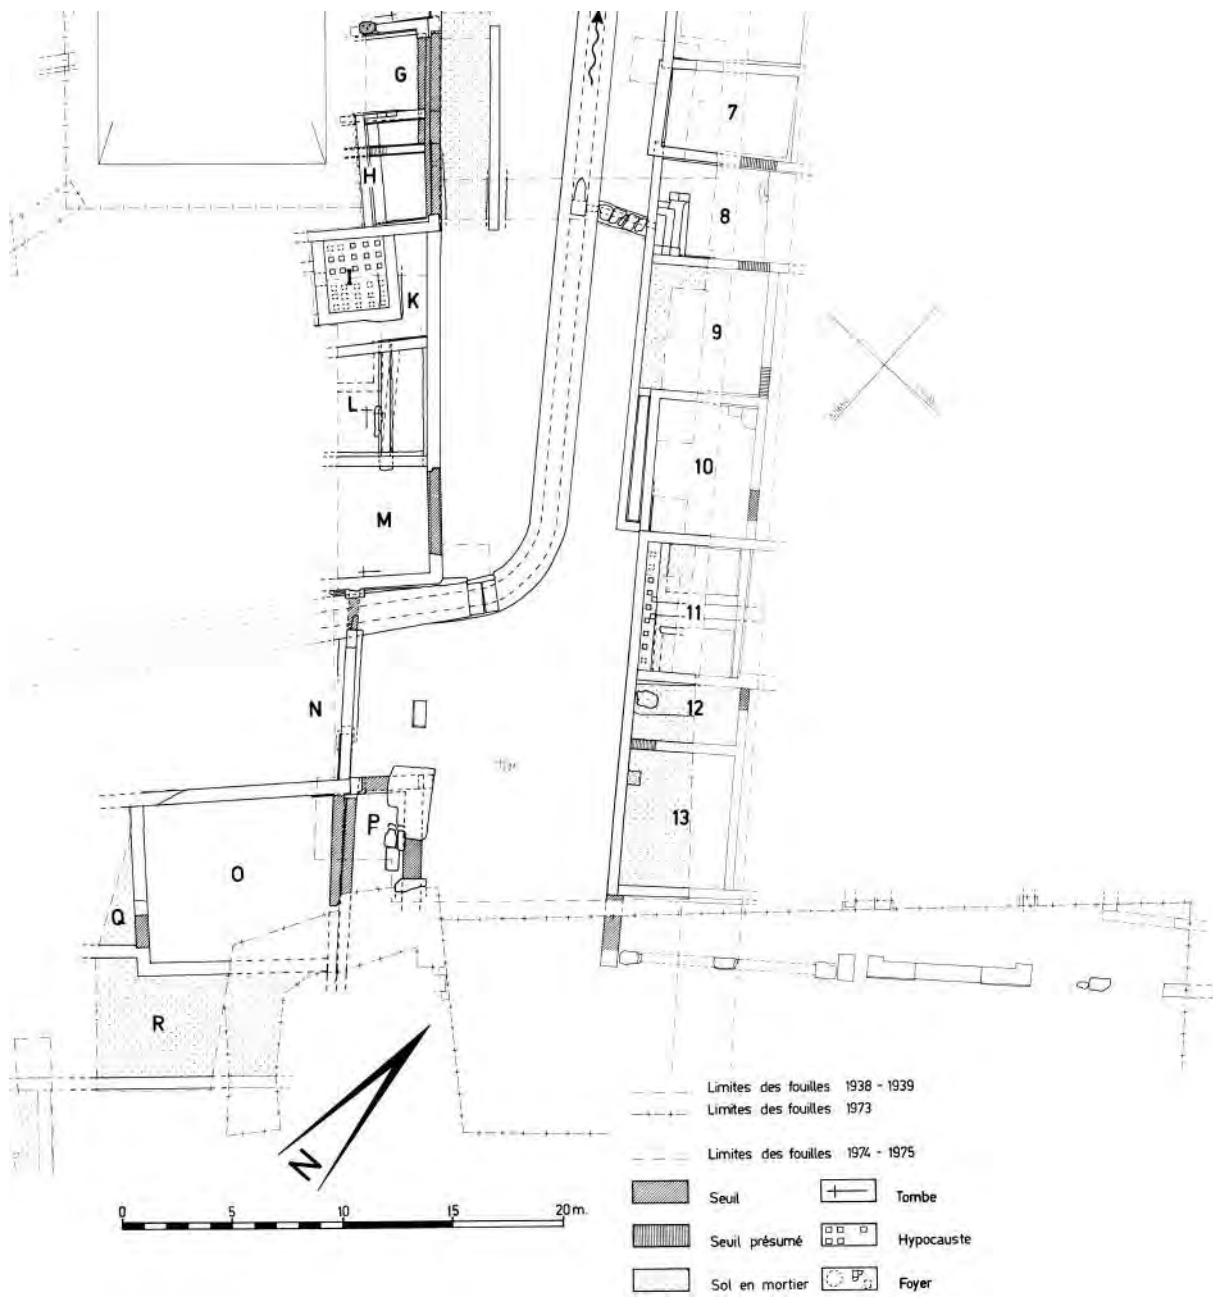 G
7
H
8
I
K
9
L
10
M
11
N
12
P
13
O
Q
R
N
Limites des fouilles 1938 - 1939
Limites des fouilles 1973
Limites des fouilles 1974 - 1975
0 5 10 15 20 m.
Seuil
Tombe
Seuil présumé
Hypocauste
Sol en mortier
Foyer